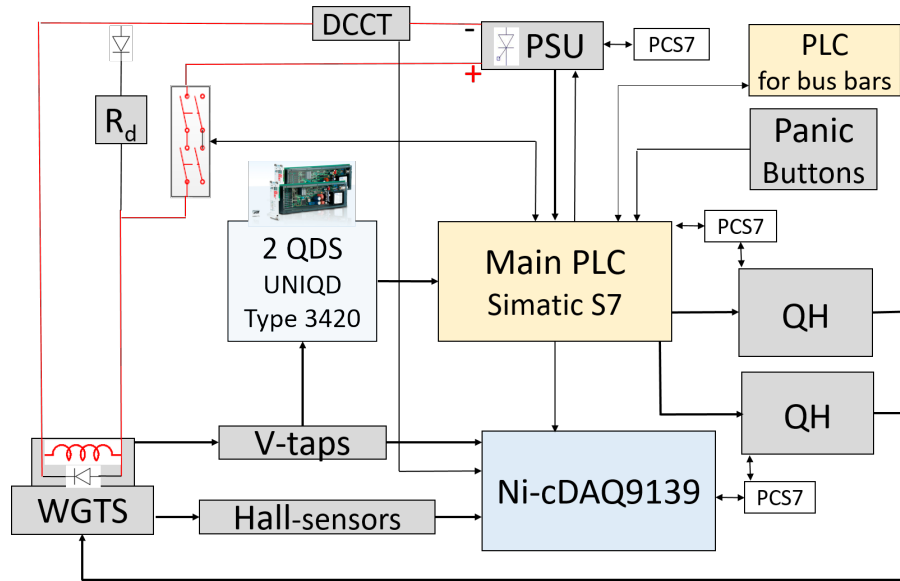 DCCT
-
PSU
+
PCS7
PLC
for bus bars
R_d
Panic
Buttons
2 QDS
UNIQD
Type 3420
Main PLC
Simatic S7
PCS7
QH
QH
V-taps
Ni-cDAQ9139
PCS7
WGTS
Hall-sensors